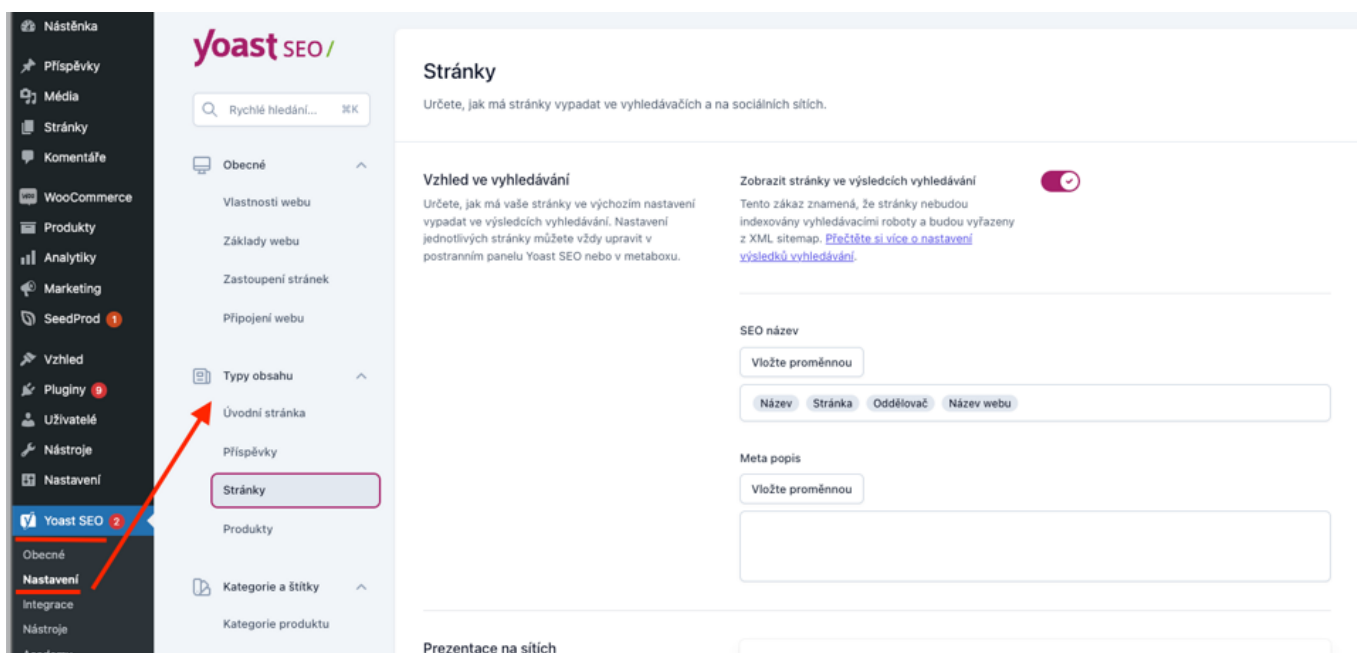 Nástěnka
Příspěvky
Média
Stránky
Komentáře
WooCommerce
Produkty
Analytiky
Marketing
SeedProd 1
Vzhled
Pluginy 9
Uživatelé
Nástroje
Nastavení
Yoast SEO 2
Obecné
Nastavení
Integrace
Nástroje
yoast SEO/
Rychlé hledání... ⌘K
Obecné
Vlastnosti webu
Základy webu
Zastoupení stránek
Připojení webu
Typy obsahu
Úvodní stránka
Příspěvky
Stránky
Produkty
Kategorie a štítky
Kategorie produktu
Stránky
Určete, jak má stránky vypadat ve vyhledávačích a na sociálních sítích.
Vzhled ve vyhledávání
Určete, jak má vaše stránky ve výchozím nastavení
vypadat ve výsledcích vyhledávání. Nastavení
jednotlivých stránky můžete vždy upravit v
postranním panelu Yoast SEO nebo v metaboxu.
Zobrazit stránky ve výsledcích vyhledávání
Tento zákaz znamená, že stránky nebudou
indexovány vyhledávacími roboty a budou vyřazeny
z XML sitemap. Přečtěte si více o nastavení
výsledků vyhledávání.
SEO název
Vložte proměnnou
Název Stránka Oddělovač Název webu
Meta popis
Vložte proměnnou
Prezentace na sítích